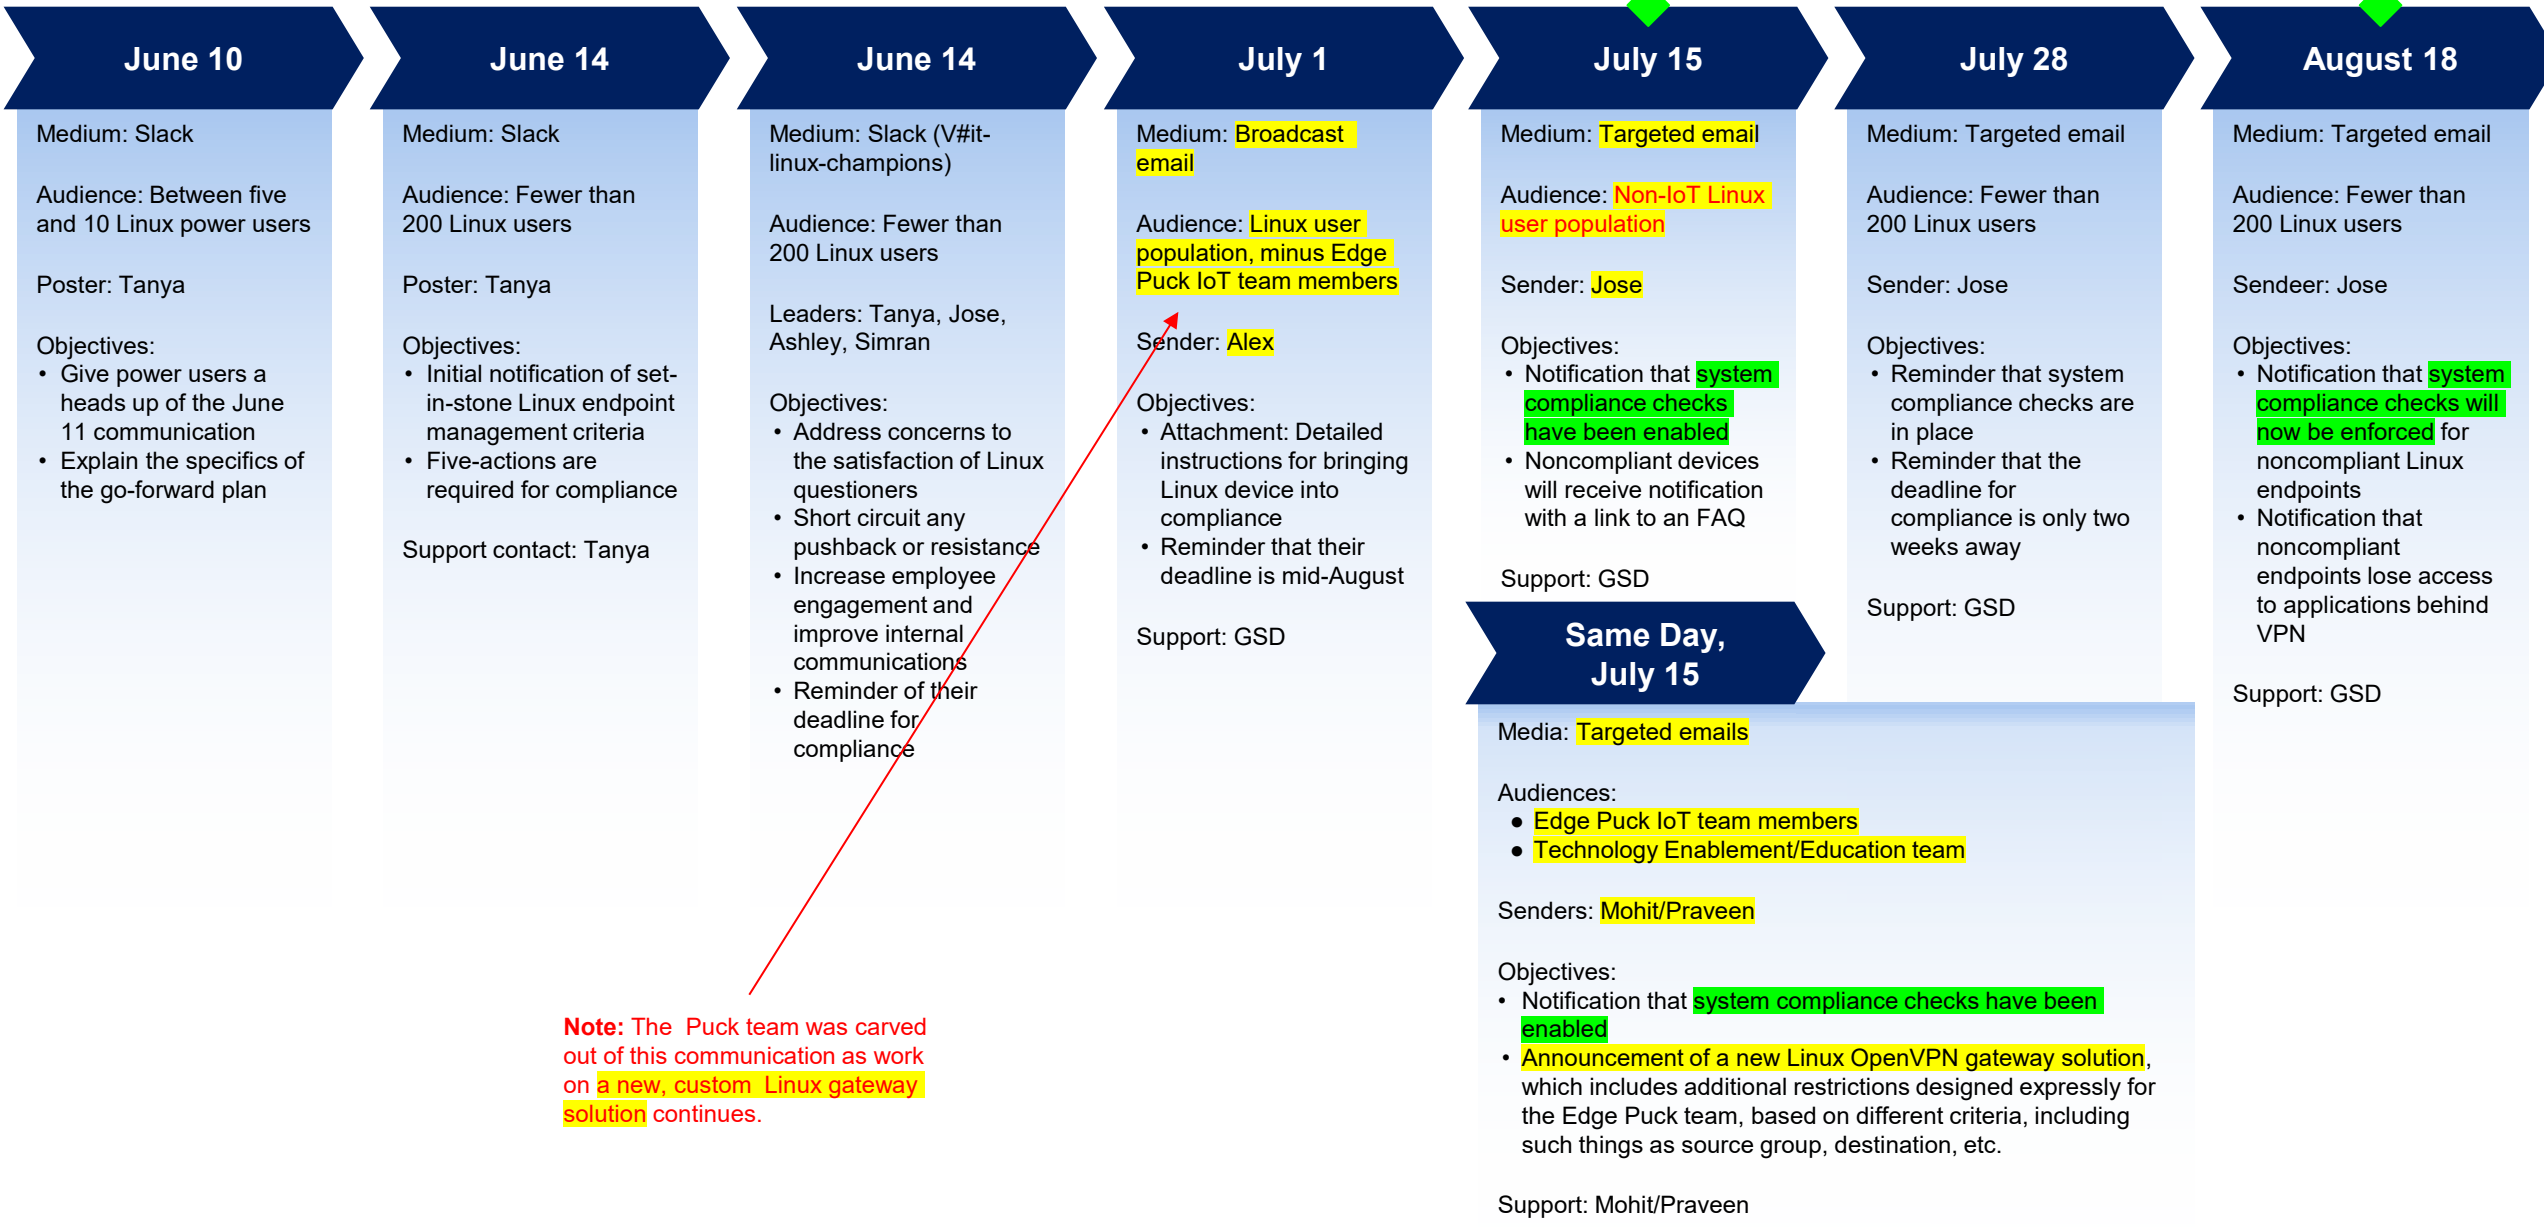 June 10
Medium: Slack
Audience: Between five
and 10 Linux power users
Poster: Tanya
Objectives:
• Give power users a
heads up of the June
11 communication
• Explain the specifics of
the go-forward plan
June 14
Medium: Slack
Audience: Fewer than
200 Linux users
Poster: Tanya
Objectives:
• Initial notification of set-
in-stone Linux endpoint
management criteria
• Five-actions are
required for compliance
Support contact: Tanya
June 14
Medium: Slack (V#it-
linux-champions)
Audience: Fewer than
200 Linux users
Leaders: Tanya, Jose,
Ashley, Simran
Objectives:
• Address concerns to
the satisfaction of Linux
questioners
• Short circuit any
pushback or resistance
• Increase employee
engagement and
improve internal
communications
• Reminder of their
deadline for
compliance
July 1
Medium: Broadcast
email
Audience: Linux user
population, minus Edge
Puck IoT team members
Sender: Alex
Objectives:
• Attachment: Detailed
instructions for bringing
Linux device into
compliance
• Reminder that their
deadline is mid-August
Support: GSD
July 15
Medium: Targeted email
Audience: Non-IoT Linux
user population
Sender: Jose
Objectives:
• Notification that system
compliance checks
have been enabled
• Noncompliant devices
will receive notification
with a link to an FAQ
Support: GSD
July 28
Medium: Targeted email
Audience: Fewer than
200 Linux users
Sender: Jose
Objectives:
• Reminder that system
compliance checks are
in place
• Reminder that the
deadline for
compliance is only two
weeks away
Support: GSD
August 18
Medium: Targeted email
Audience: Fewer than
200 Linux users
Sendeer: Jose
Objectives:
• Notification that system
compliance checks will
now be enforced for
noncompliant Linux
endpoints
• Notification that
noncompliant
endpoints lose access
to applications behind
VPN
Support: GSD
Same Day,
July 15
Media: Targeted emails
Audiences:
● Edge Puck IoT team members
● Technology Enablement/Education team
Senders: Mohit/Praveen
Objectives:
• Notification that system compliance checks have been
enabled
• Announcement of a new Linux OpenVPN gateway solution,
which includes additional restrictions designed expressly for
the Edge Puck team, based on different criteria, including
such things as source group, destination, etc.
Support: Mohit/Praveen
Note: The Puck team was carved
out of this communication as work
on a new, custom Linux gateway
solution continues.